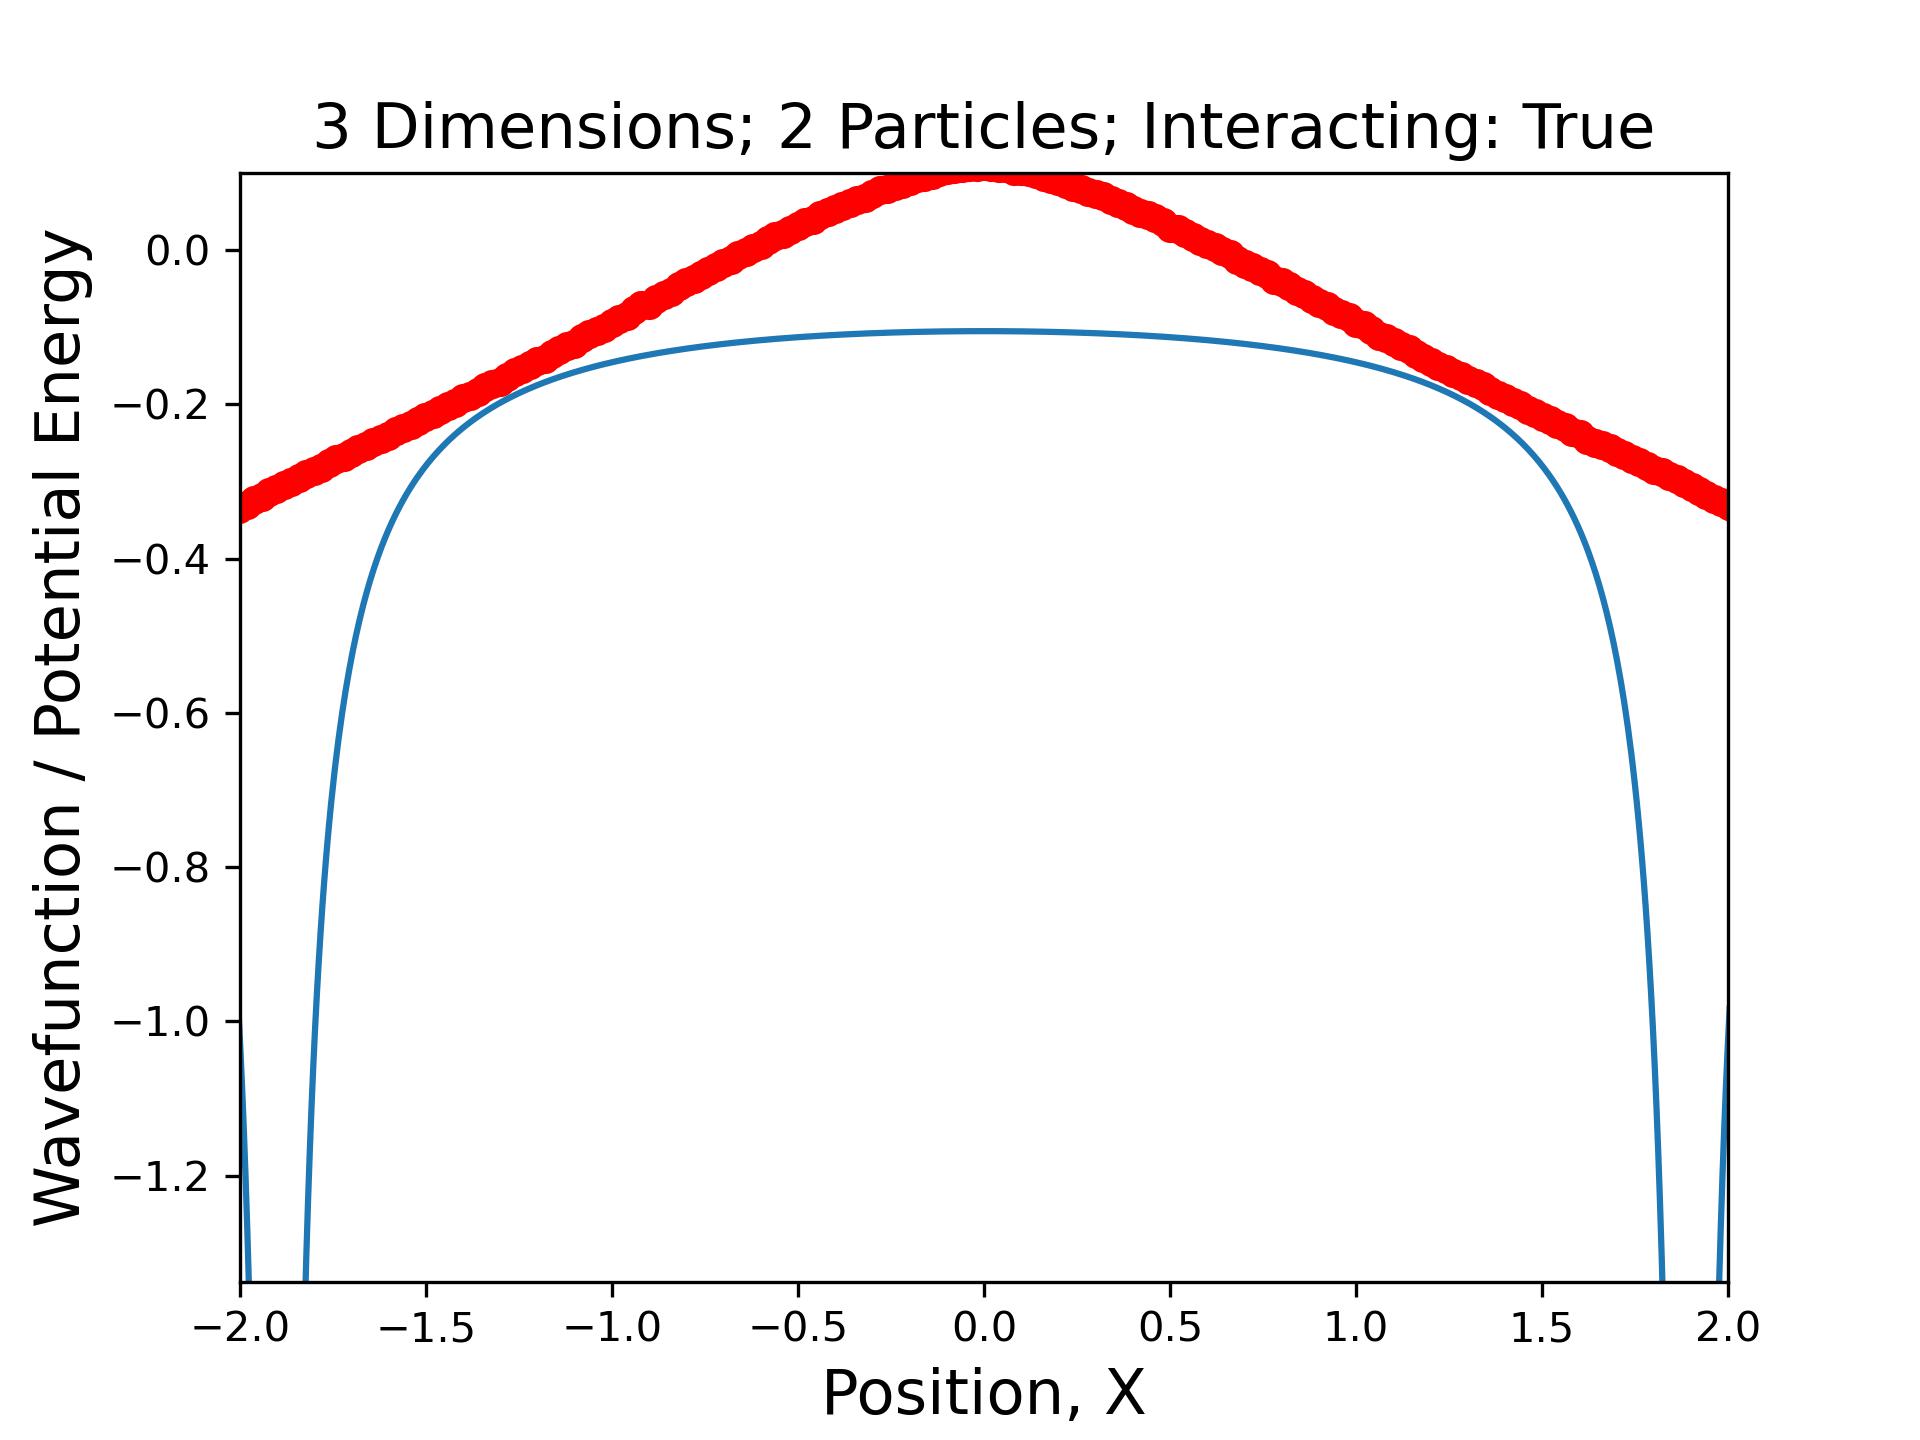 3 Dimensions; 2 Particles; Interacting: True
Wavefunction / Potential Energy
0.0
−0.2
−0.4
−0.6
−0.8
−1.0
−1.2
−2.0 −1.5 −1.0 −0.5 0.0 0.5 1.0 1.5 2.0
Position, X